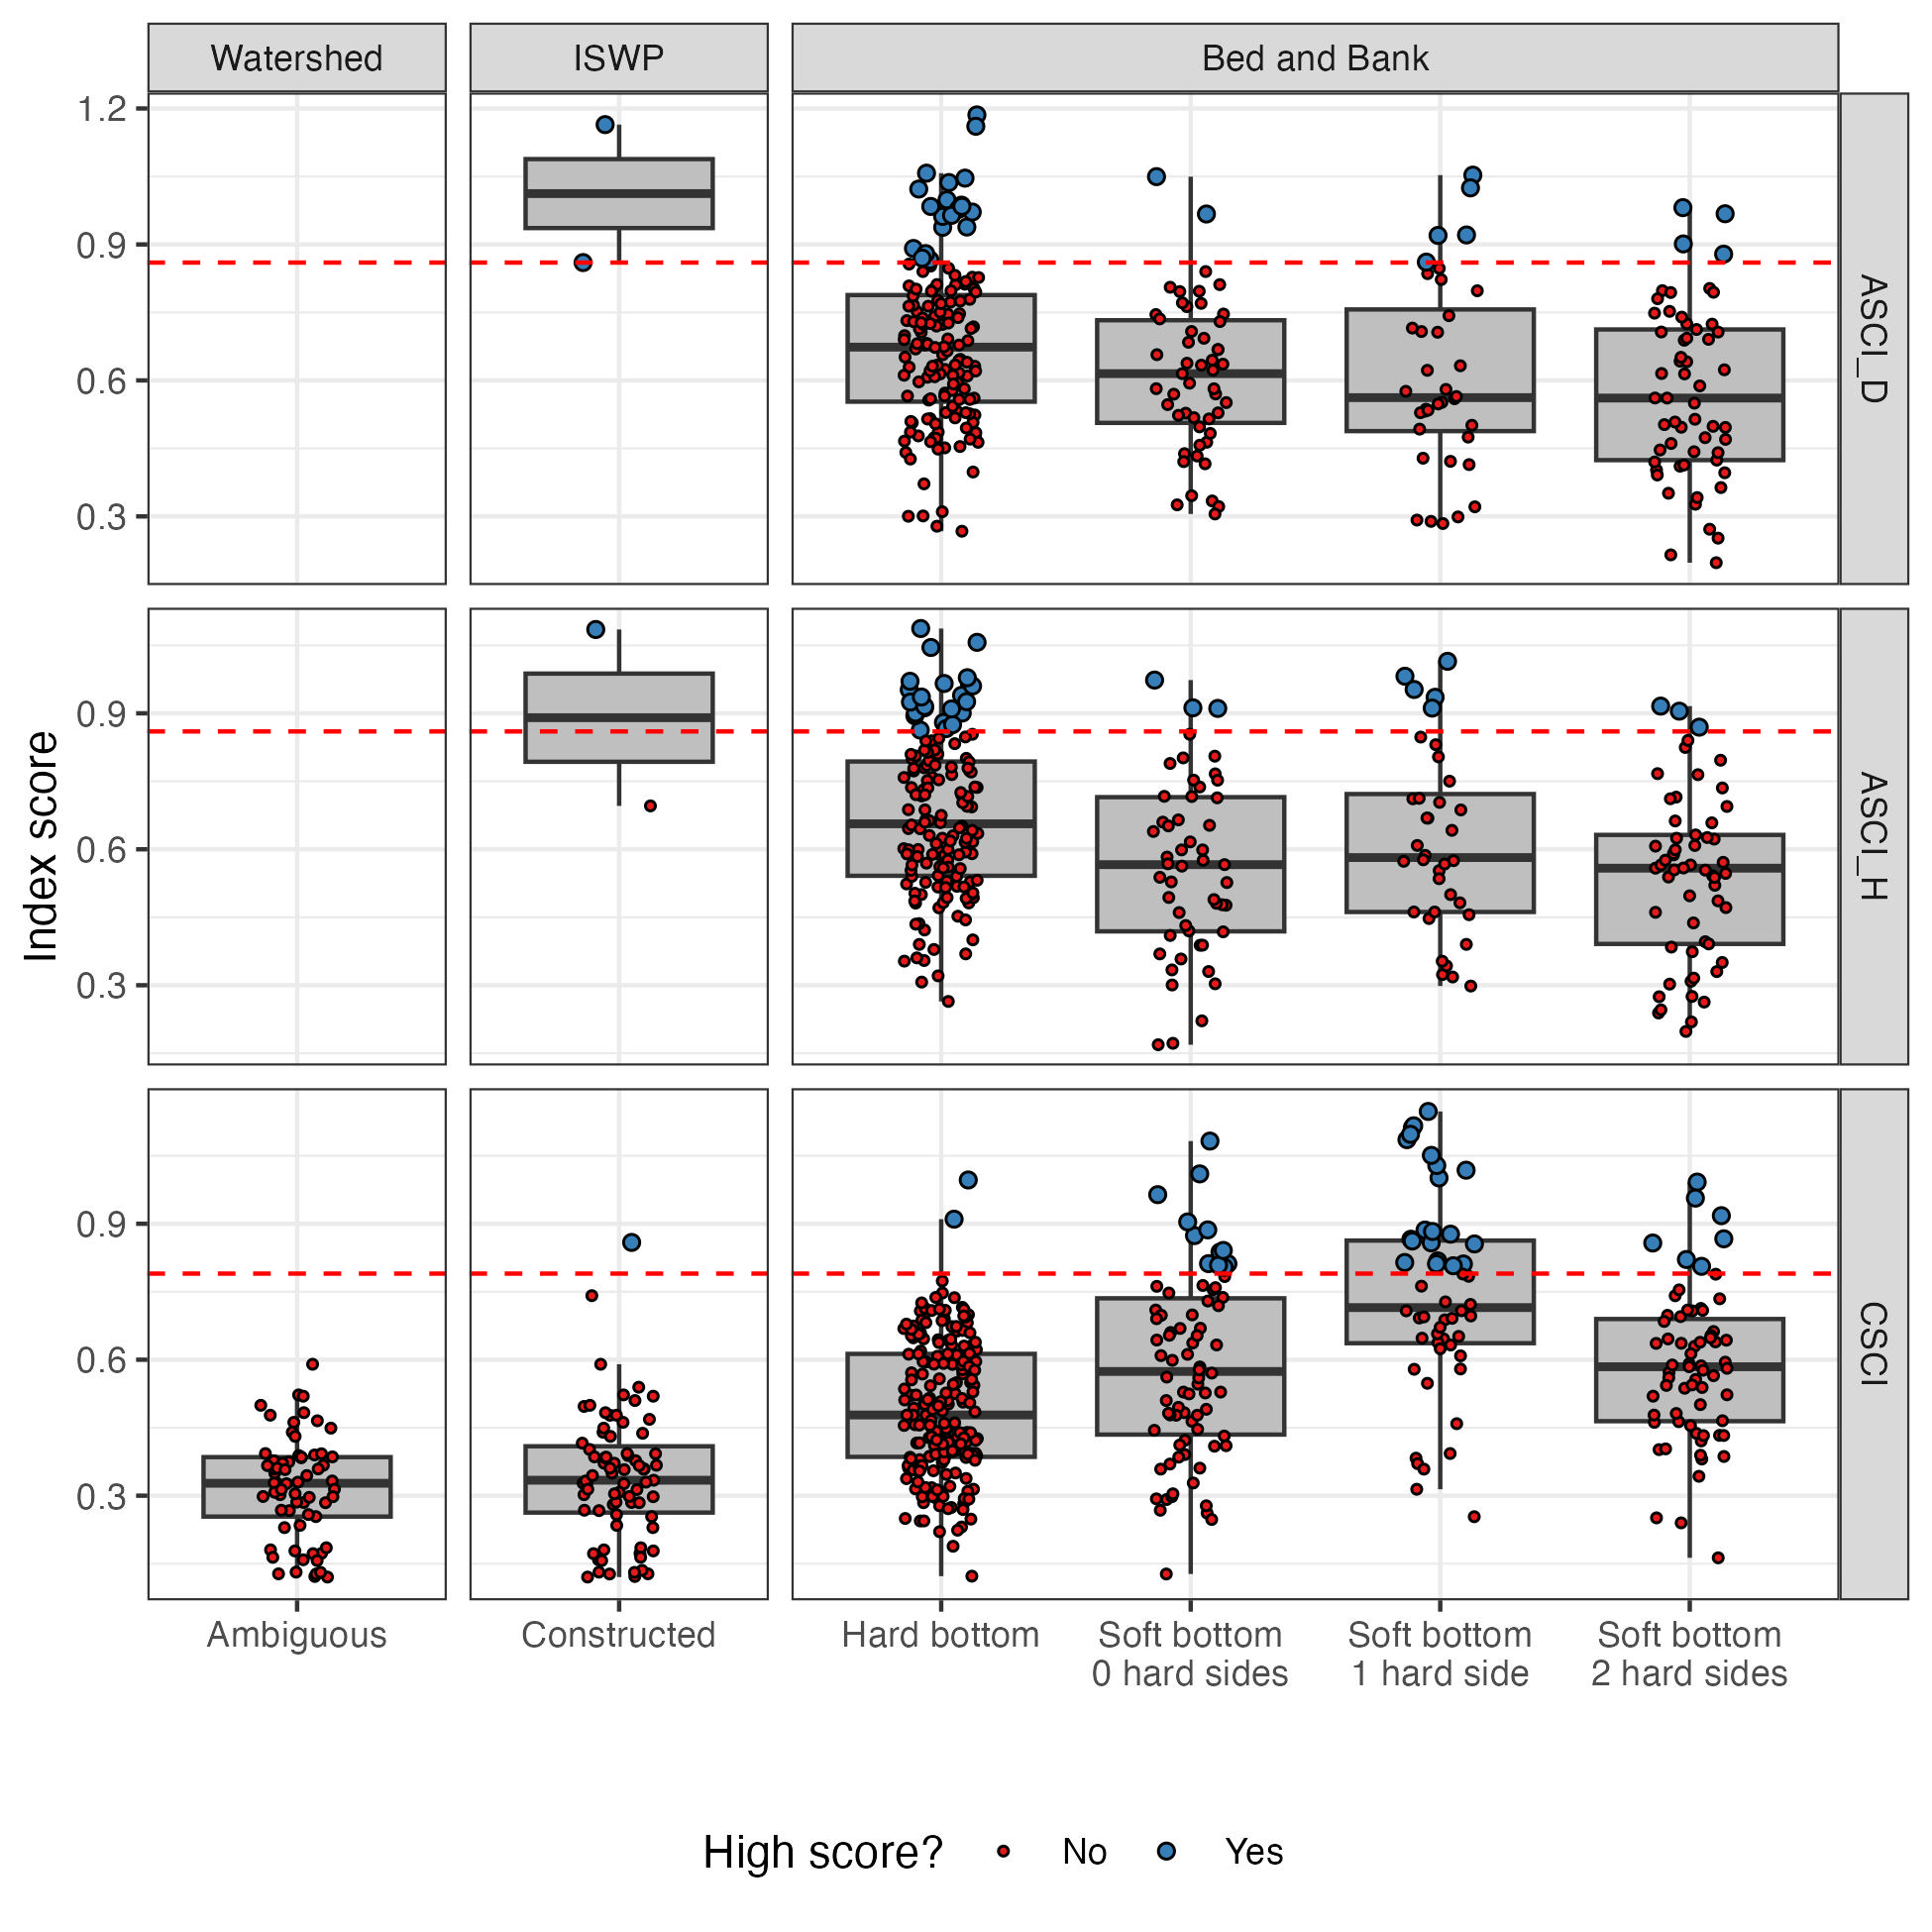 Watershed ISWP Bed and Bank
1.2
0.9
0.6
0.3
ASCI_D
0.9
0.6
0.3
ASCI_H
0.9
0.6
0.3
CSCI
Index score
Ambiguous Constructed Hard bottom Soft bottom Soft bottom Soft bottom
0 hard sides 1 hard side 2 hard sides
High score? No Yes